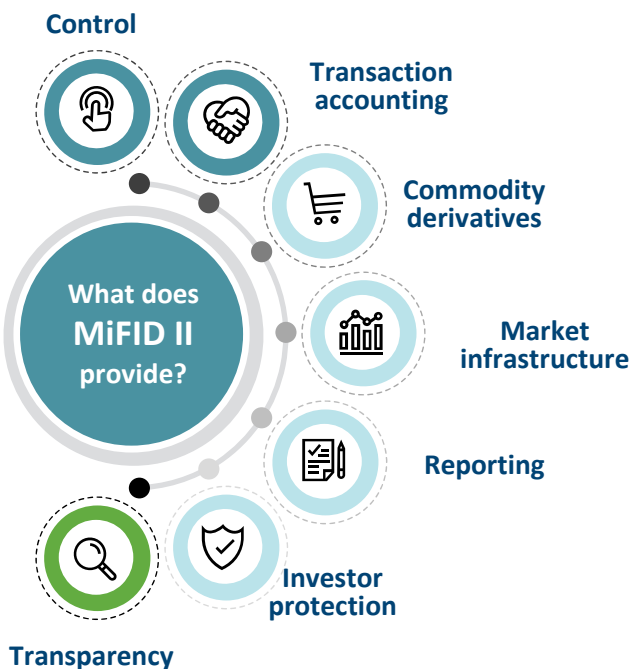 Control
Transaction
accounting
Commodity
derivatives
What does
MiFID II
provide?
Market
infrastructure
Reporting
Investor
protection
Transparency